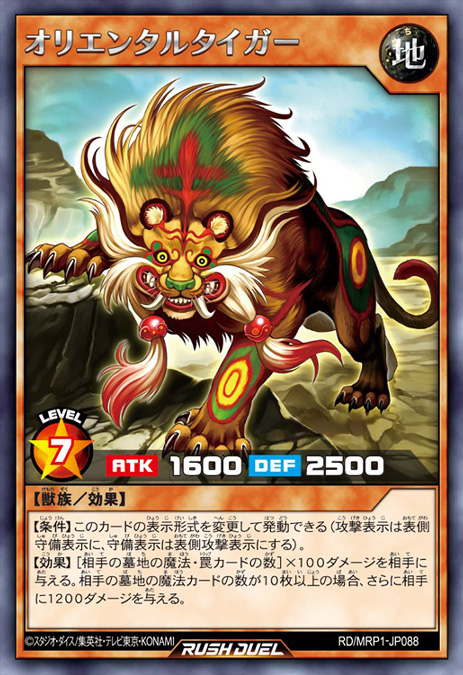 オリエンタルタイガー
ち
地
LEVEL
7
ATK 1600 DEF 2500
【獣族／効果】
【条件】このカードの表示形式を変更して発動できる（攻撃表示は表側
守備表示に、守備表示は表側攻撃表示にする）。
【効果】［相手の墓地の魔法・罠カードの数］×100ダメージを相手に
与える。相手の墓地の魔法カードの数が10枚以上の場合、さらに相手
に1200ダメージを与える。
©スタジオ・ダイス/集英社・テレビ東京・KONAMI
RUSH DUEL
RD/MRP1-JP088